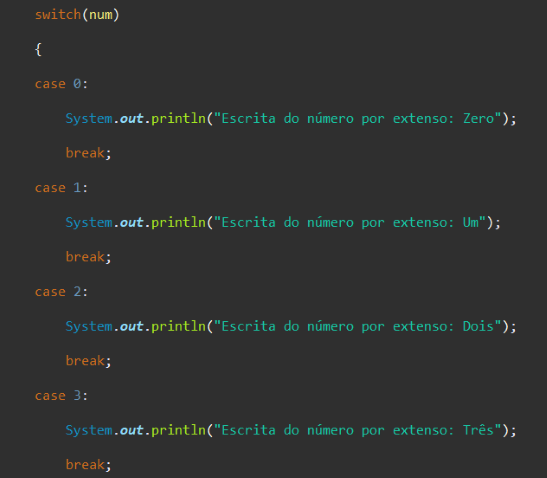 switch(num)
{
case 0:
System.out.println("Escrita do número por extenso: Zero");
break;
case 1:
System.out.println("Escrita do número por extenso: Um");
break;
case 2:
System.out.println("Escrita do número por extenso: Dois");
break;
case 3:
System.out.println("Escrita do número por extenso: Três");
break;